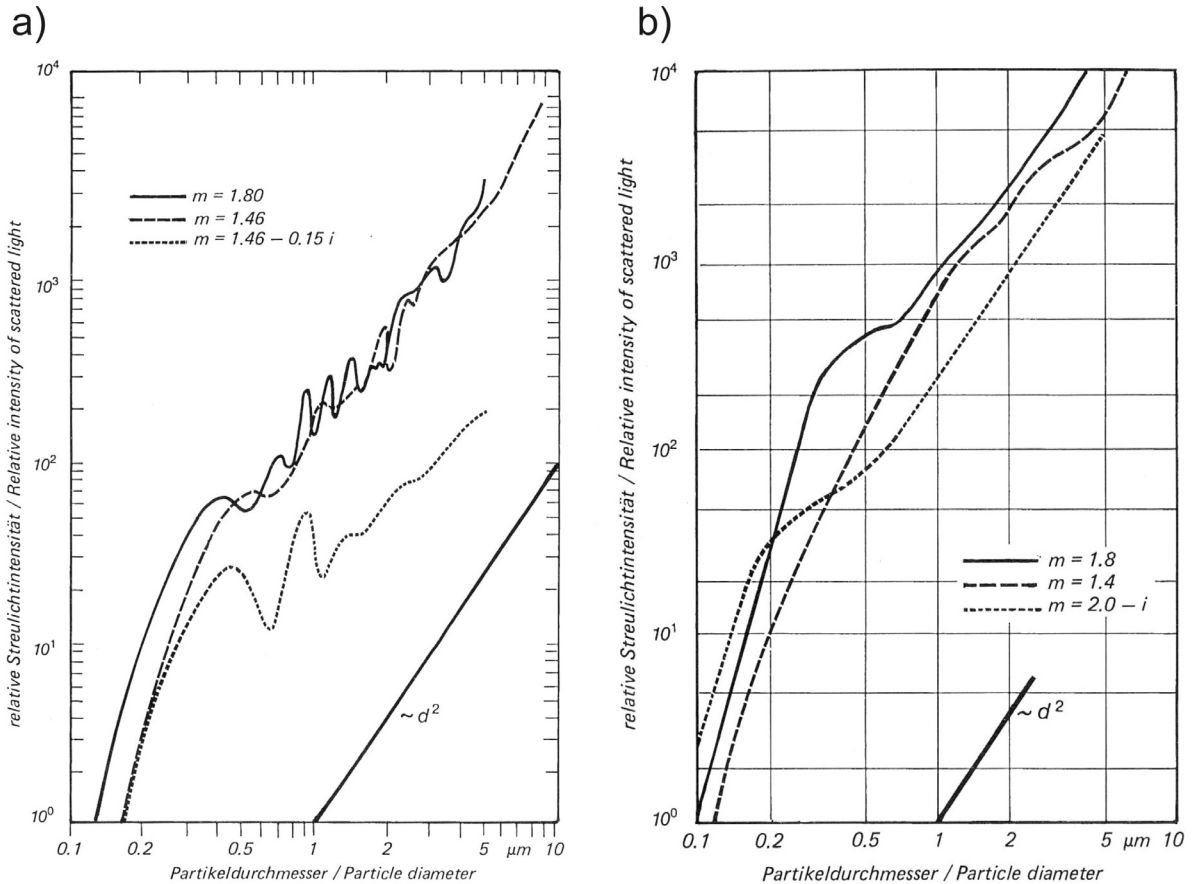 a)
relative Streulichtintensität / Relative intensity of scattered light
10⁴
10³
10²
10¹
10⁰
m = 1.80
m = 1.46
m = 1.46 – 0.15 i
~ d²
0.1 0.2 0.5 1 2 5 μm 10
Partikeldurchmesser / Particle diameter
b)
relative Streulichtintensität / Relative intensity of scattered light
10⁴
10³
10²
10¹
10⁰
m = 1.8
m = 1.4
m = 2.0 – i
~ d²
0.1 0.2 0.5 1 2 5 μm 10
Partikeldurchmesser / Particle diameter